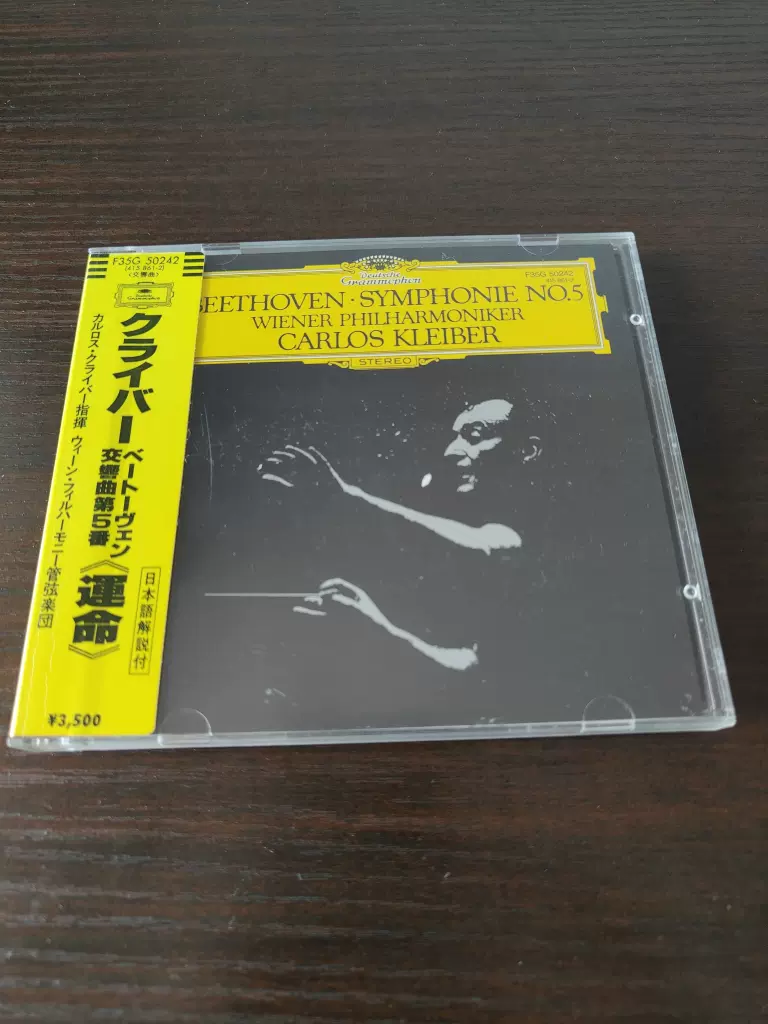 F35G 50242
(415 861-2)
〈交響曲〉
Deutsche
Grammophon
クライバー
ベートーヴェン
交響曲第5番
《運命》
カルロス・クライバー指揮 ウィーン・フィルハーモニー管弦楽団
日本語解説付
¥3,500
Deutsche
Grammophon
F35G 50242
BEETHOVEN · SYMPHONIE NO.5
WIENER PHILHARMONIKER
CARLOS KLEIBER
STEREO